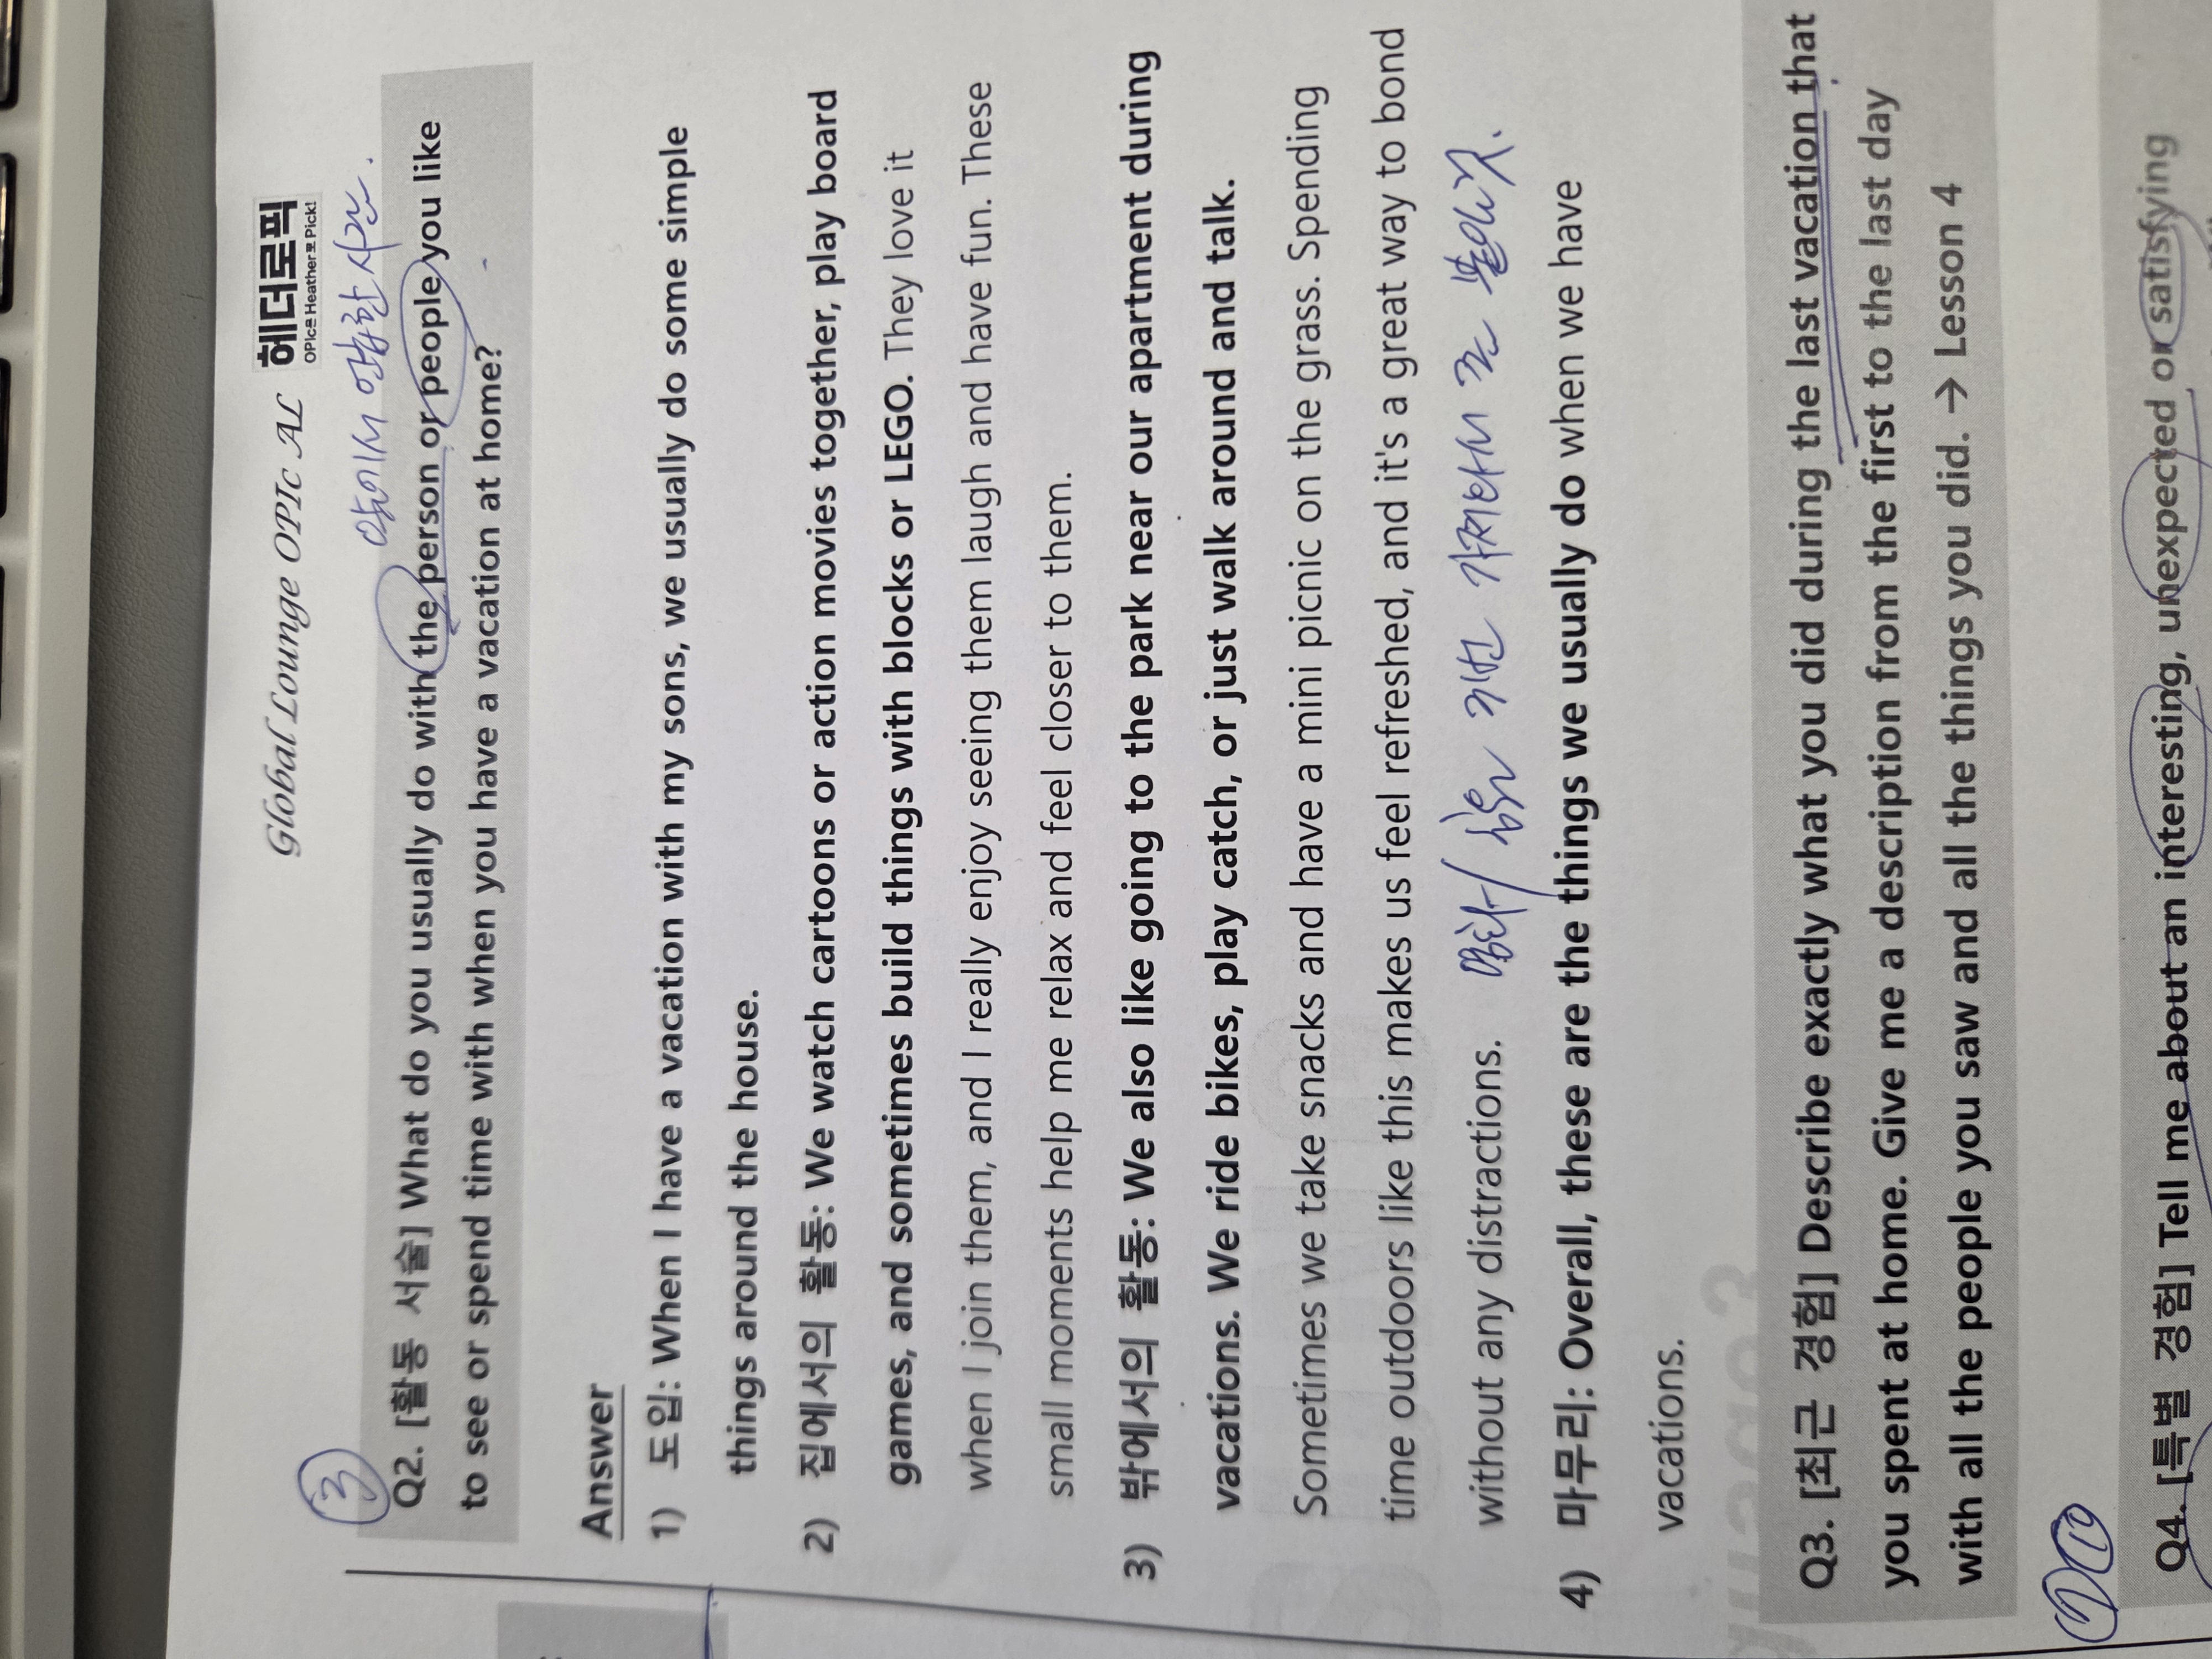 Global Lounge OPIc AL 헤더로픽
OPIc은 Heather로 Pick!
③
앞에서 언급한 사람.
Q2. [활동 서술] What do you usually do with the person or people you like
to see or spend time with when you have a vacation at home?
Answer
1) 도입: When I have a vacation with my sons, we usually do some simple
things around the house.
2) 집에서의 활동: We watch cartoons or action movies together, play board
games, and sometimes build things with blocks or LEGO. They love it
when I join them, and I really enjoy seeing them laugh and have fun. These
small moments help me relax and feel closer to them.
3) 밖에서의 활동: We also like going to the park near our apartment during
vacations. We ride bikes, play catch, or just walk around and talk.
Sometimes we take snacks and have a mini picnic on the grass. Spending
time outdoors like this makes us feel refreshed, and it's a great way to bond
without any distractions.
영화/공원 가져와서
4) 마무리: Overall, these are the things we usually do when we have
vacations.
Q3. [최근 경험] Describe exactly what you did during the last vacation that
you spent at home. Give me a description from the first to the last day
with all the people you saw and all the things you did. → Lesson 4
⑦⑩
Q4. [특별 경험] Tell me about an interesting, unexpected or satisfying